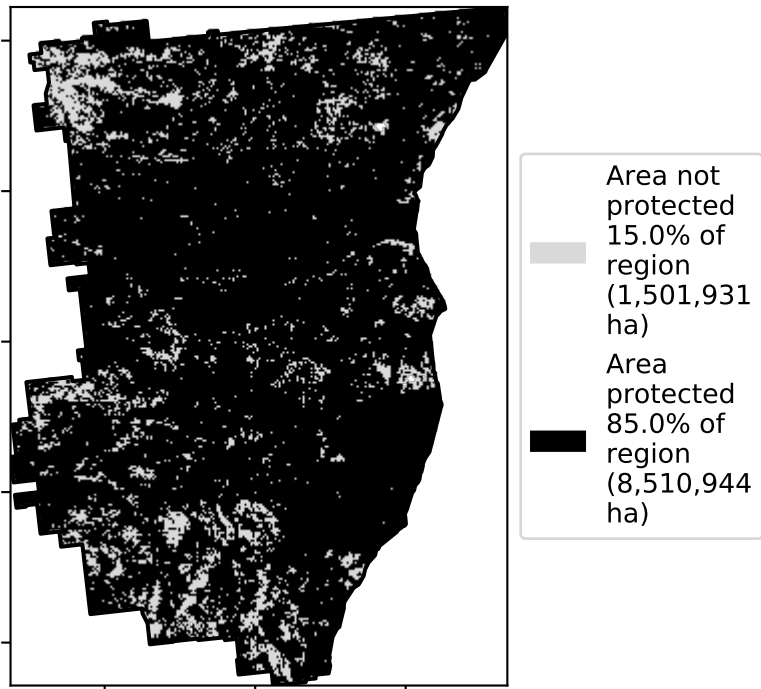 Area not
protected
15.0% of
region
(1,501,931
ha)
Area
protected
85.0% of
region
(8,510,944
ha)